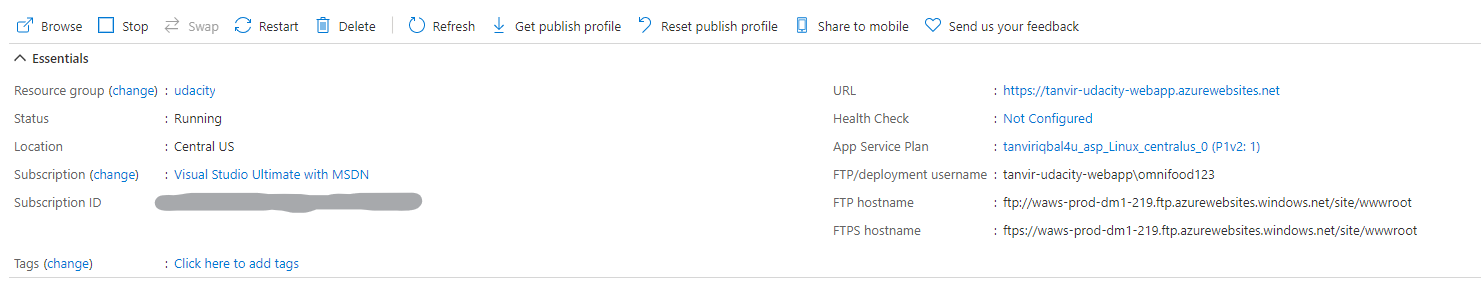 Browse Stop Swap Restart Delete Refresh Get publish profile Reset publish profile Share to mobile Send us your feedback
Essentials
Resource group (change) : udacity
Status : Running
Location : Central US
Subscription (change) : Visual Studio Ultimate with MSDN
Subscription ID
Tags (change) : Click here to add tags
URL : https://tanvir-udacity-webapp.azurewebsites.net
Health Check : Not Configured
App Service Plan : tanviriqbal4u_asp_Linux_centralus_0 (P1v2: 1)
FTP/deployment username : tanvir-udacity-webapp\omnifood123
FTP hostname : ftp://waws-prod-dm1-219.ftp.azurewebsites.windows.net/site/wwwroot
FTPS hostname : ftps://waws-prod-dm1-219.ftp.azurewebsites.windows.net/site/wwwroot